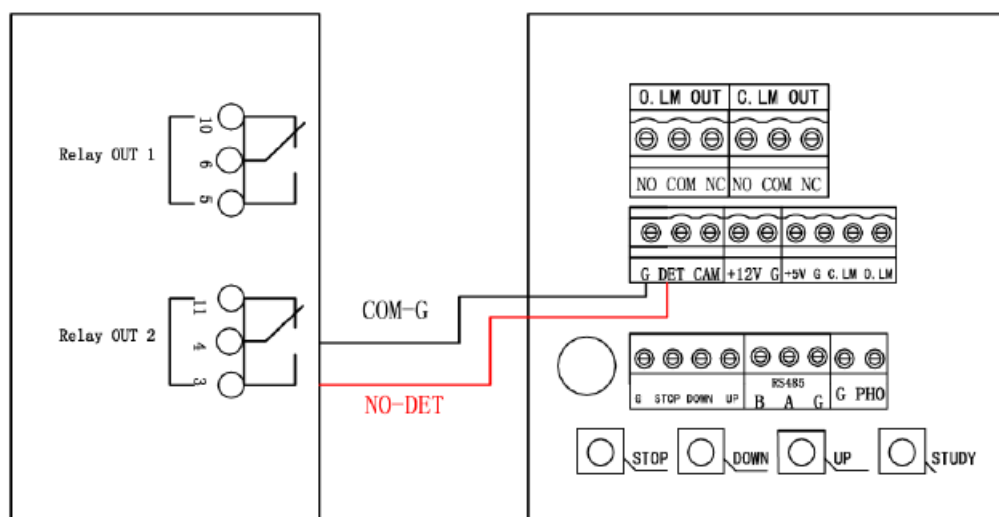 O. LM OUT C. LM OUT
NO COM NC NO COM NC
10
Relay OUT 1
6
5
G DET CAM +12V G +5V G C. LM O. LM
11
Relay OUT 2
4
3
COM-G
NO-DET
G STOP DOWN UP
RS485
B A G
G PHO
STOP
DOWN
UP
STUDY